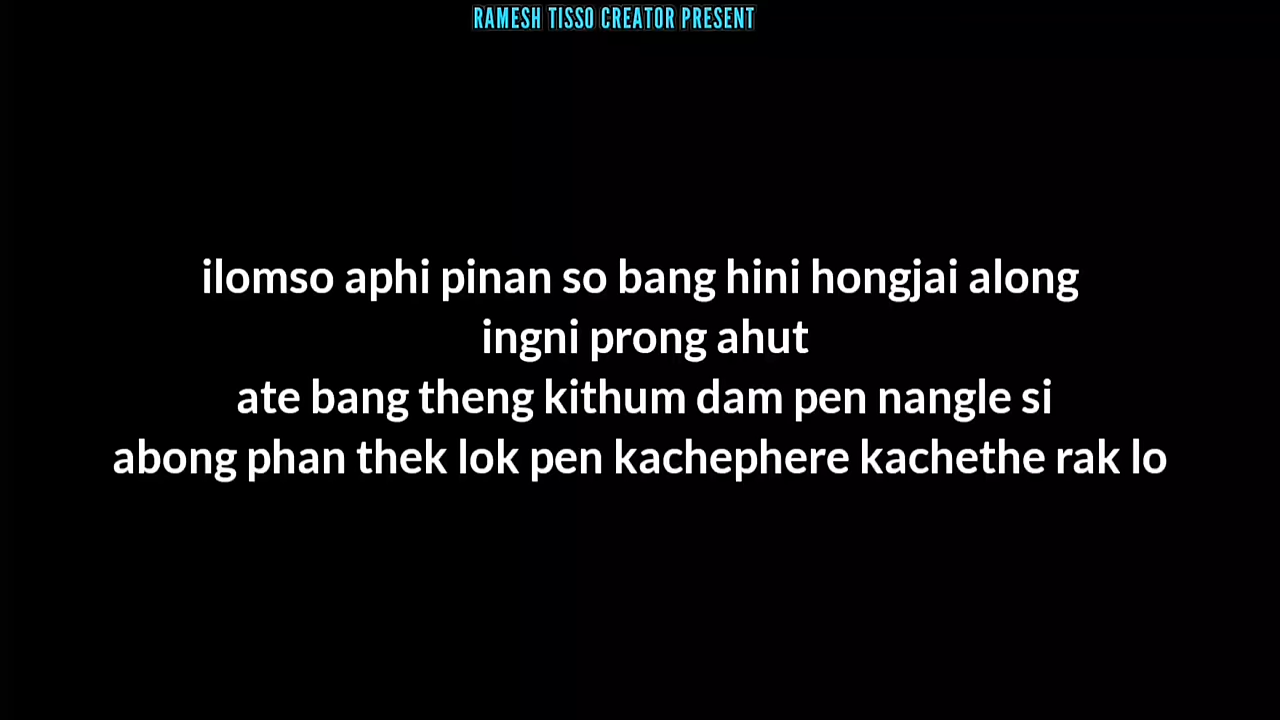 RAMESH TISSO CREATOR PRESENT
ilomso aphi pinan so bang hini hongjai along
ingni prong ahut
ate bang theng kithum dam pen nangle si
abong phan thek lok pen kachephere kachethe rak lo